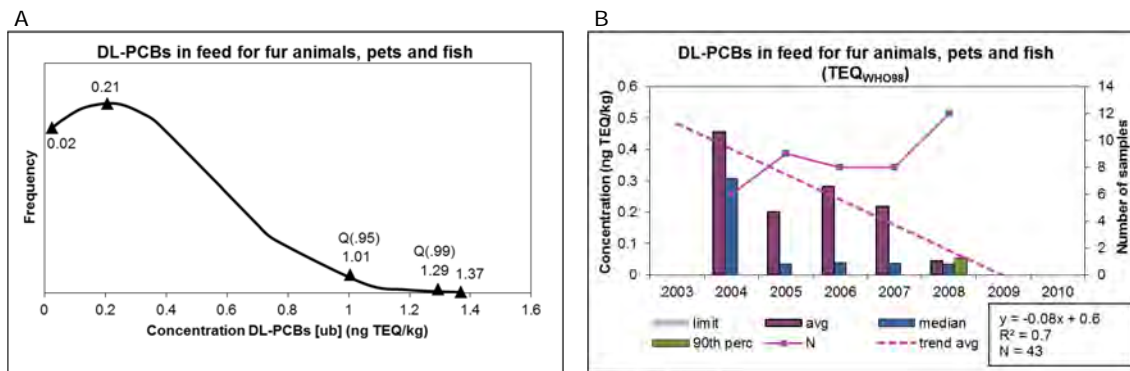 A
DL-PCBs in feed for fur animals, pets and fish
0.21
0.02
Q(.95)
1.01
Q(.99)
1.29
1.37
Frequency
0 0.2 0.4 0.6 0.8 1 1.2 1.4 1.6
Concentration DL-PCBs [ub] (ng TEQ/kg)
B
DL-PCBs in feed for fur animals, pets and fish
(TEQWHO98)
Concentration (ng TEQ/kg)
0.6
0.5
0.4
0.3
0.2
0.1
0
14
12
10
8
6
4
2
0
Number of samples
2003 2004 2005 2006 2007 2008 2009 2010
limit avg median
90th perc N trend avg
y = -0.08x + 0.6
R² = 0.7
N = 43